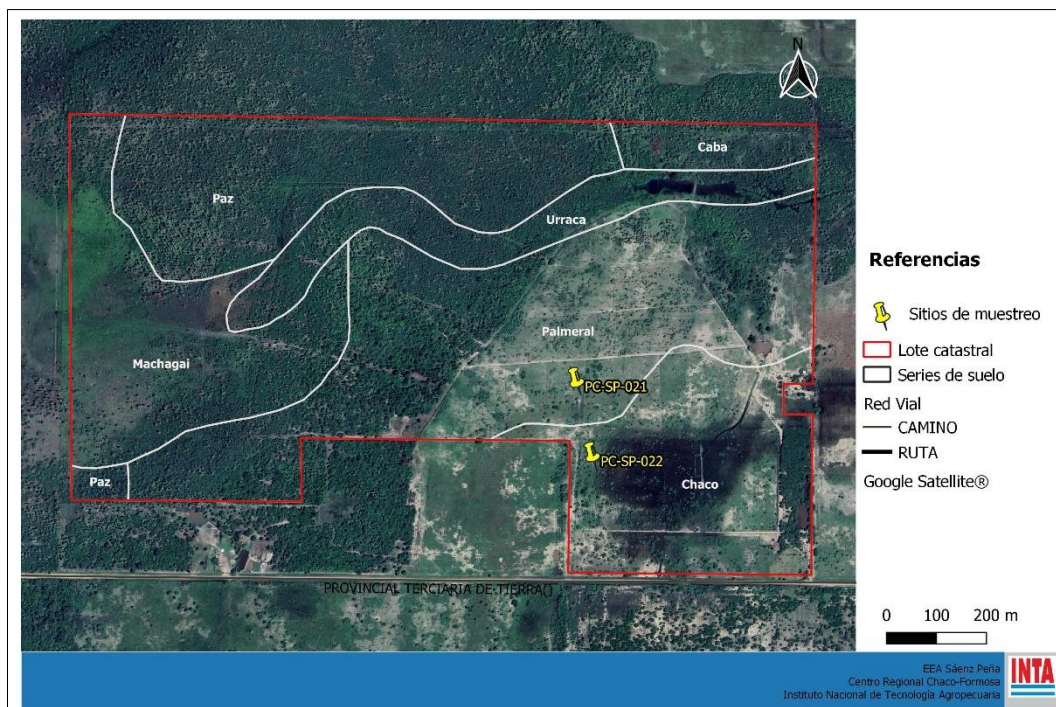 N
Caba
Paz
Urraca
Palmeral
Machagai
PC-SP-021
PC-SP-022
Chaco
Paz
PROVINCIAL TERCIARIA DE TIERRA()
Referencias
Sitios de muestreo
Lote catastral
Series de suelo
Red Vial
CAMINO
RUTA
Google Satellite®
0 100 200 m
EEA Sáenz Peña
Centro Regional Chaco-Formosa
Instituto Nacional de Tecnología Agropecuaria
INTA